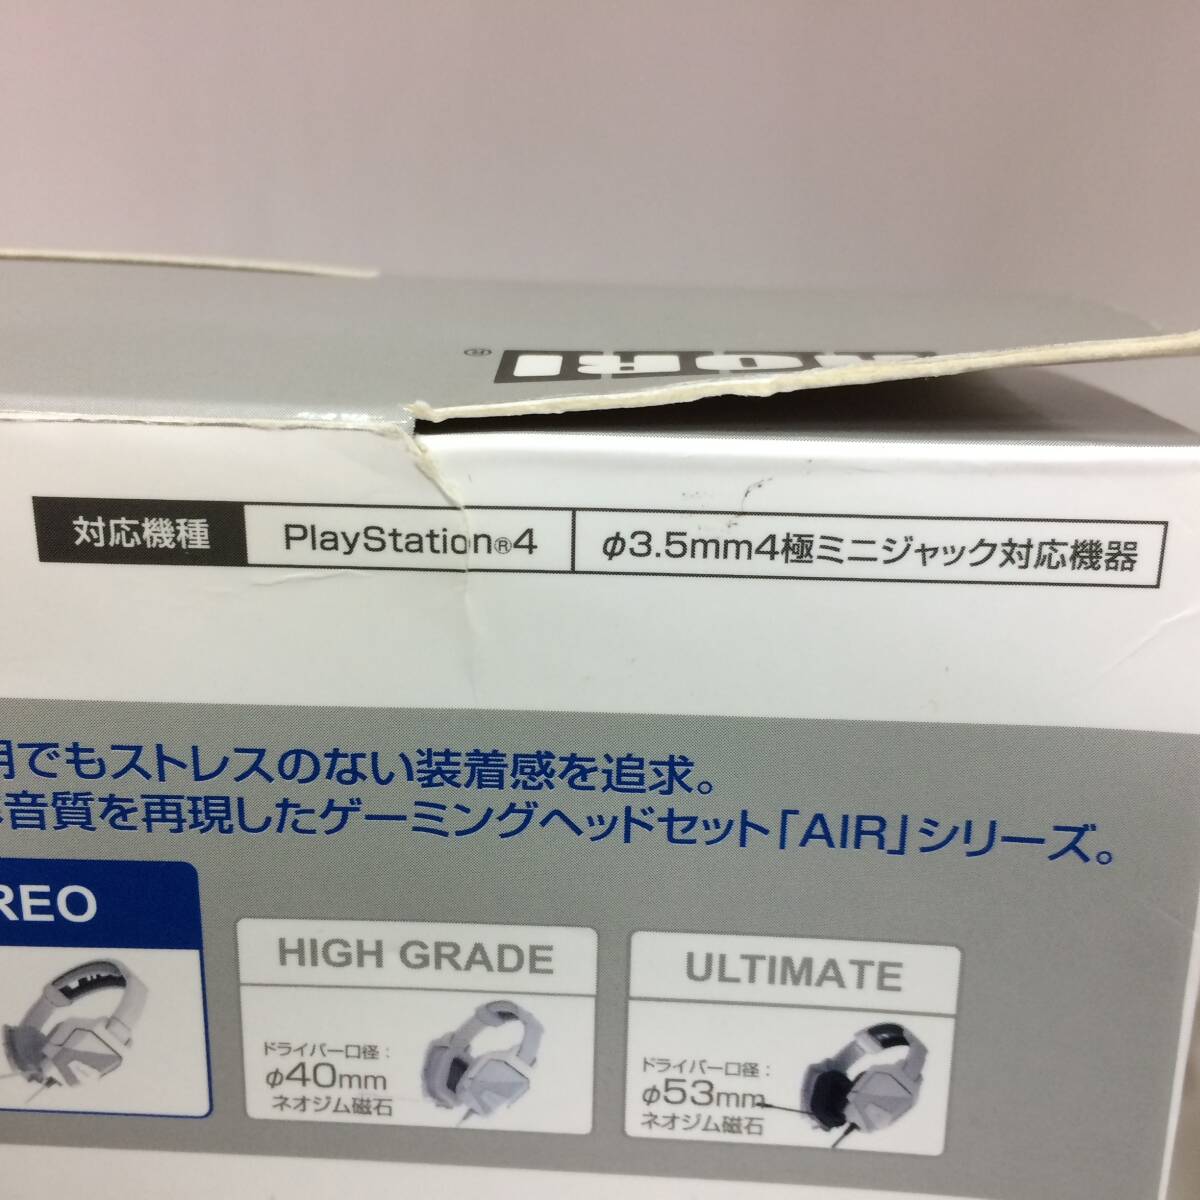 HORI ®
対応機種 PlayStation®4 φ3.5mm4極ミニジャック対応機器
でもストレスのない装着感を追求。
音質を再現したゲーミングヘッドセット「AIR」シリーズ。
REO
HIGH GRADE
ドライバー口径：
φ40mm
ネオジム磁石
ULTIMATE
ドライバー口径：
φ53mm
ネオジム磁石